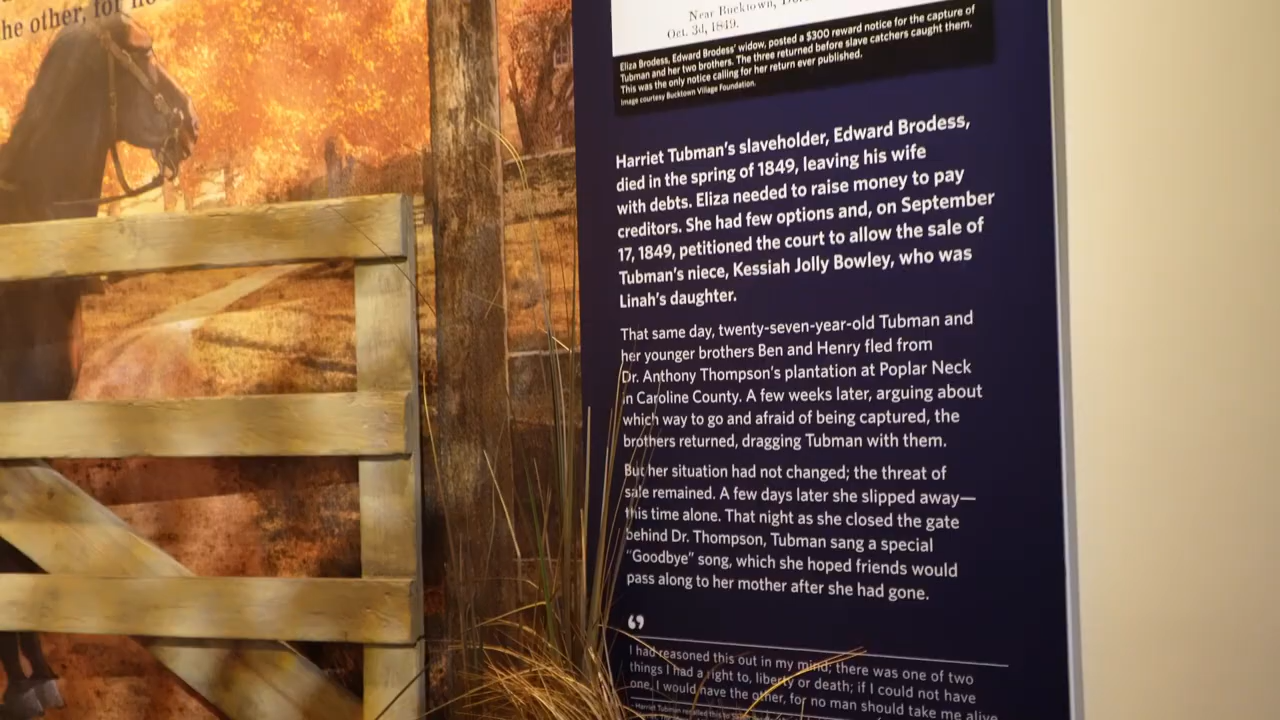 he other, for no
Near Bucktown,
Oct. 3d, 1849.
Eliza Brodess, Edward Brodess' widow, posted a $300 reward notice for the capture of
Tubman and her two brothers. The three returned before slave catchers caught them.
This was the only notice calling for her return ever published.
Image courtesy Bucktown Village Foundation.
Harriet Tubman's slaveholder, Edward Brodess,
died in the spring of 1849, leaving his wife
with debts. Eliza needed to raise money to pay
creditors. She had few options and, on September
17, 1849, petitioned the court to allow the sale of
Tubman's niece, Kessiah Jolly Bowley, who was
Linah's daughter.
That same day, twenty-seven-year-old Tubman and
her younger brothers Ben and Henry fled from
Dr. Anthony Thompson's plantation at Poplar Neck
in Caroline County. A few weeks later, arguing about
which way to go and afraid of being captured, the
brothers returned, dragging Tubman with them.
But her situation had not changed; the threat of
sale remained. A few days later she slipped away—
this time alone. That night as she closed the gate
behind Dr. Thompson, Tubman sang a special
"Goodbye" song, which she hoped friends would
pass along to her mother after she had gone.
"
I had reasoned this out in my mind; there was one of two
things I had a right to, liberty or death; if I could not have
one, I would have the other, for no man should take me alive
- Harriet Tubman recalled this to